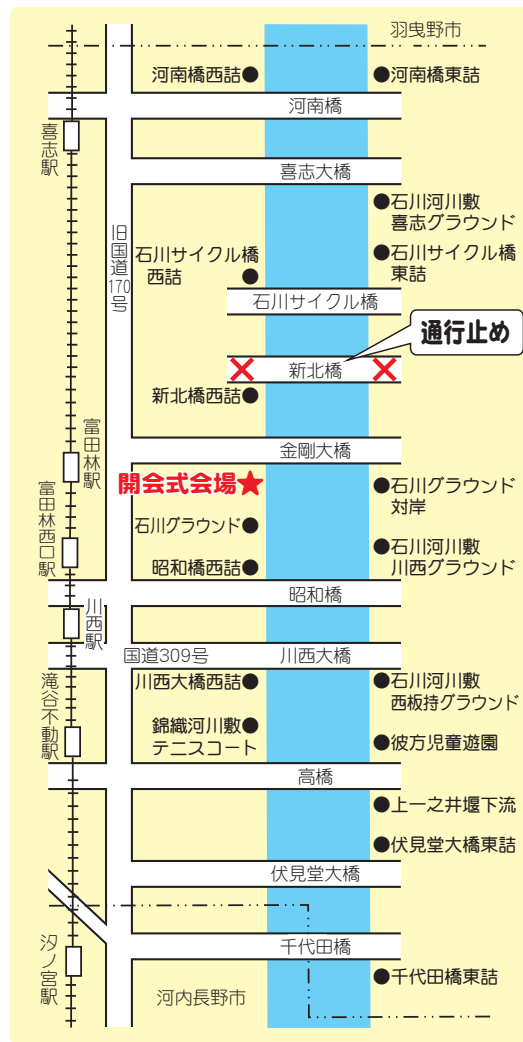 羽曳野市
河南橋西詰
河南橋東詰
河南橋
喜志駅
喜志大橋
石川河川敷
喜志グラウンド
旧国道170号
石川サイクル橋
西詰
石川サイクル橋
東詰
石川サイクル橋
通行止め
新北橋
新北橋西詰
富田林駅
金剛大橋
開会式会場
石川グラウンド
対岸
富田林西口駅
石川グラウンド
石川河川敷
川西グラウンド
昭和橋西詰
昭和橋
川西駅
国道309号
川西大橋
滝谷不動駅
川西大橋西詰
石川河川敷
西板持グラウンド
錦織河川敷
テニスコート
彼方児童遊園
高橋
上一之井堰下流
伏見堂大橋東詰
伏見堂大橋
汐ノ宮駅
千代田橋
千代田橋東詰
河内長野市